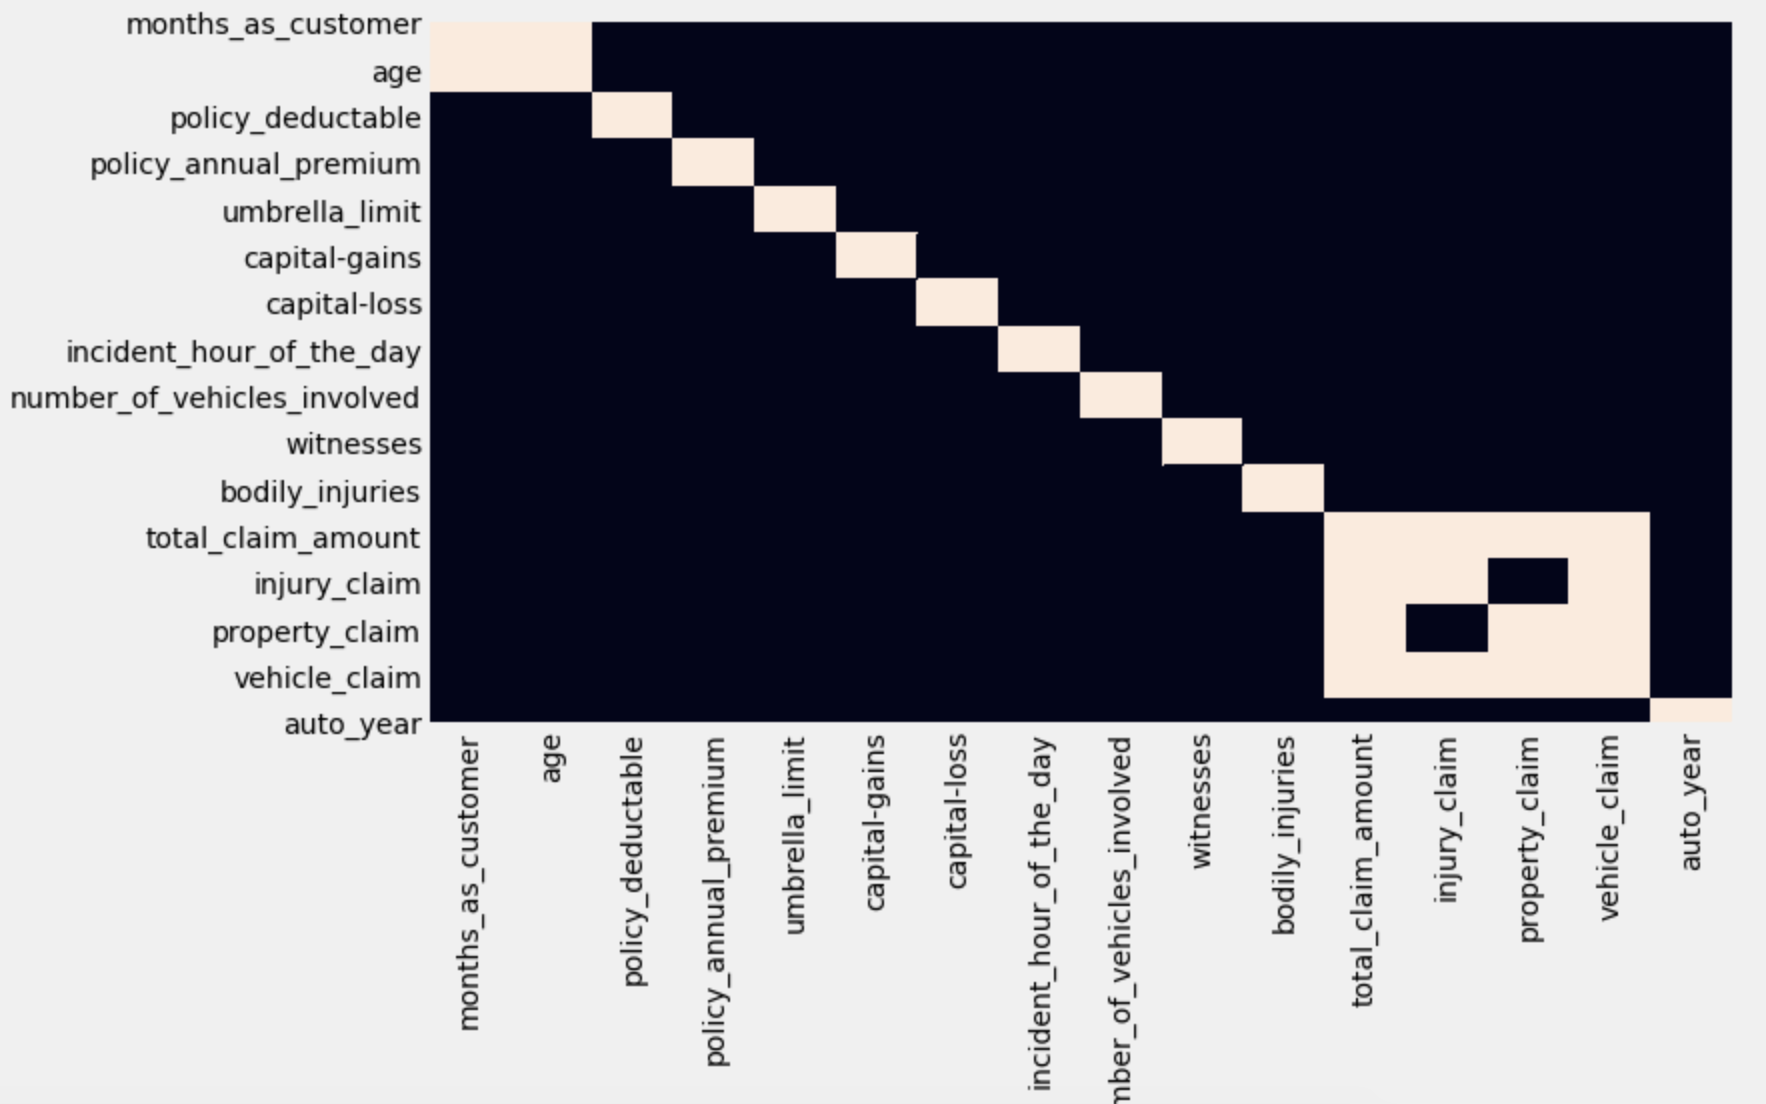 months_as_customer
age
policy_deductable
policy_annual_premium
umbrella_limit
capital-gains
capital-loss
incident_hour_of_the_day
number_of_vehicles_involved
witnesses
bodily_injuries
total_claim_amount
injury_claim
property_claim
vehicle_claim
auto_year
months_as_customer
age
policy_deductable
policy_annual_premium
umbrella_limit
capital-gains
capital-loss
incident_hour_of_the_day
mber_of_vehicles_involved
witnesses
bodily_injuries
total_claim_amount
injury_claim
property_claim
vehicle_claim
auto_year